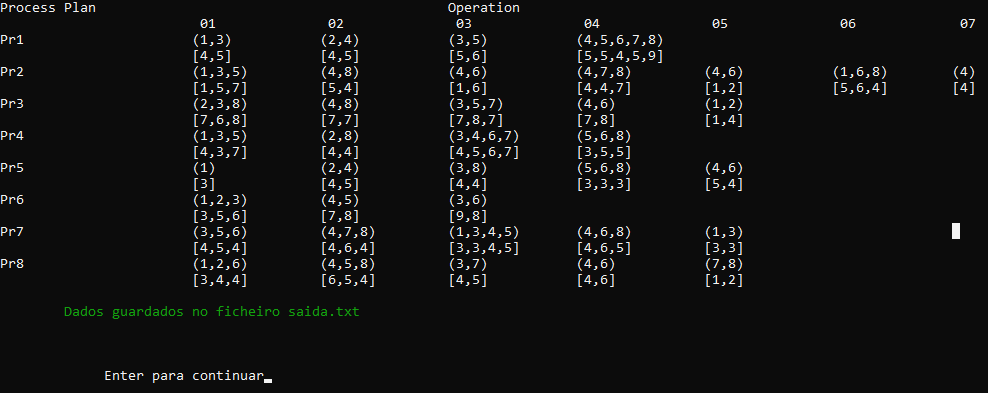 Process Plan Operation
01 02 03 04 05 06 07
Pr1 (1,3) (2,4) (3,5) (4,5,6,7,8)
[4,5] [4,5] [5,6] [5,5,4,5,9]
Pr2 (1,3,5) (4,8) (4,6) (4,7,8) (4,6) (1,6,8) (4)
[1,5,7] [5,4] [1,6] [4,4,7] [1,2] [5,6,4] [4]
Pr3 (2,3,8) (4,8) (3,5,7) (4,6) (1,2)
[7,6,8] [7,7] [7,8,7] [7,8] [1,4]
Pr4 (1,3,5) (2,8) (3,4,6,7) (5,6,8)
[4,3,7] [4,4] [4,5,6,7] [3,5,5]
Pr5 (1) (2,4) (3,8) (5,6,8) (4,6)
[3] [4,5] [4,4] [3,3,3] [5,4]
Pr6 (1,2,3) (4,5) (3,6)
[3,5,6] [7,8] [9,8]
Pr7 (3,5,6) (4,7,8) (1,3,4,5) (4,6,8) (1,3)
[4,5,4] [4,6,4] [3,3,4,5] [4,6,5] [3,3]
Pr8 (1,2,6) (4,5,8) (3,7) (4,6) (7,8)
[3,4,4] [6,5,4] [4,5] [4,6] [1,2]
Dados guardados no ficheiro saida.txt
Enter para continuar